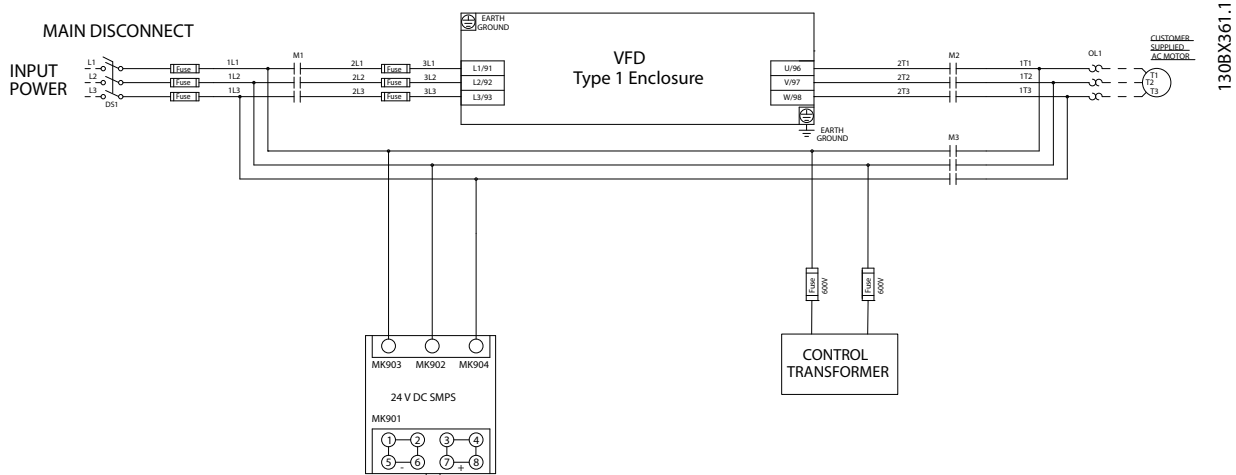 MAIN DISCONNECT
INPUT
POWER
L1
L2
L3
DS1
Fuse
Fuse
Fuse
1L1
1L2
1L3
M1
2L1
2L2
2L3
Fuse
Fuse
Fuse
3L1
3L2
3L3
EARTH
GROUND
L1/91
L2/92
L3/93
VFD
Type 1 Enclosure
U/96
V/97
W/98
EARTH
GROUND
2T1
2T2
2T3
M2
1T1
1T2
1T3
OL1
CUSTOMER
SUPPLIED
AC MOTOR
T1
T2
T3
130BX361.1
M3
Fuse
600V
Fuse
600V
CONTROL
TRANSFORMER
MK903 MK902 MK904
24 V DC SMPS
MK901
1 2 3 4
5 - 6 7 + 8